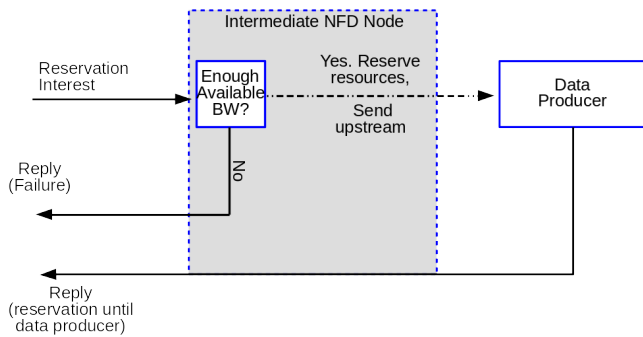 Intermediate NFD Node
Reservation
Interest
Enough
Available
BW?
Yes. Reserve
resources,
Send
upstream
Data
Producer
No
Reply
(Failure)
Reply
(reservation until
data producer)